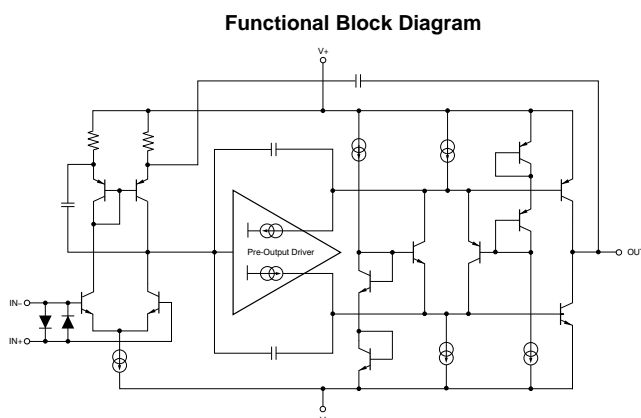 Functional Block Diagram
V+
Pre-Output Driver
IN−
IN+
OUT